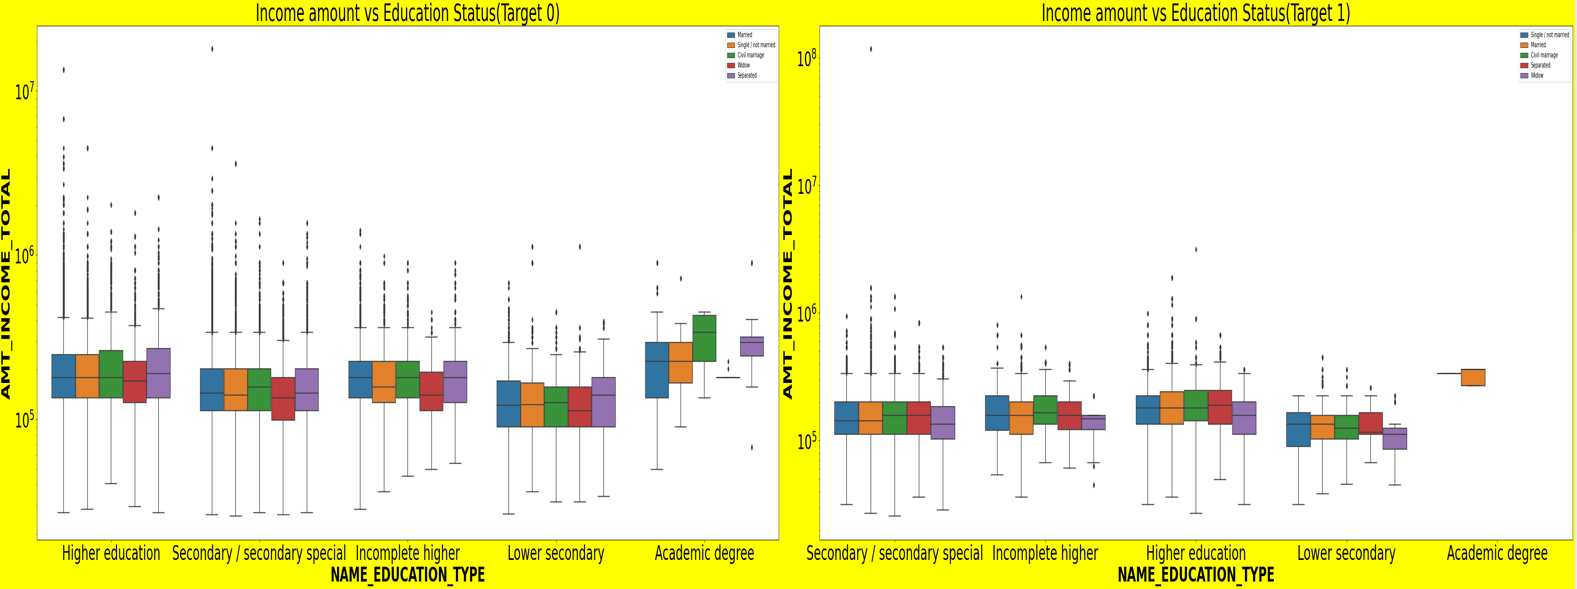 Income amount vs Education Status(Target 0)
Married
Single / not married
Civil marriage
Widow
Separated
10^7
10^6
10^5
AMT_INCOME_TOTAL
Higher education
Secondary / secondary special
Incomplete higher
Lower secondary
Academic degree
NAME_EDUCATION_TYPE
Income amount vs Education Status(Target 1)
Single / not married
Married
Civil marriage
Separated
Widow
10^8
10^7
10^6
10^5
AMT_INCOME_TOTAL
Secondary / secondary special
Incomplete higher
Higher education
Lower secondary
Academic degree
NAME_EDUCATION_TYPE